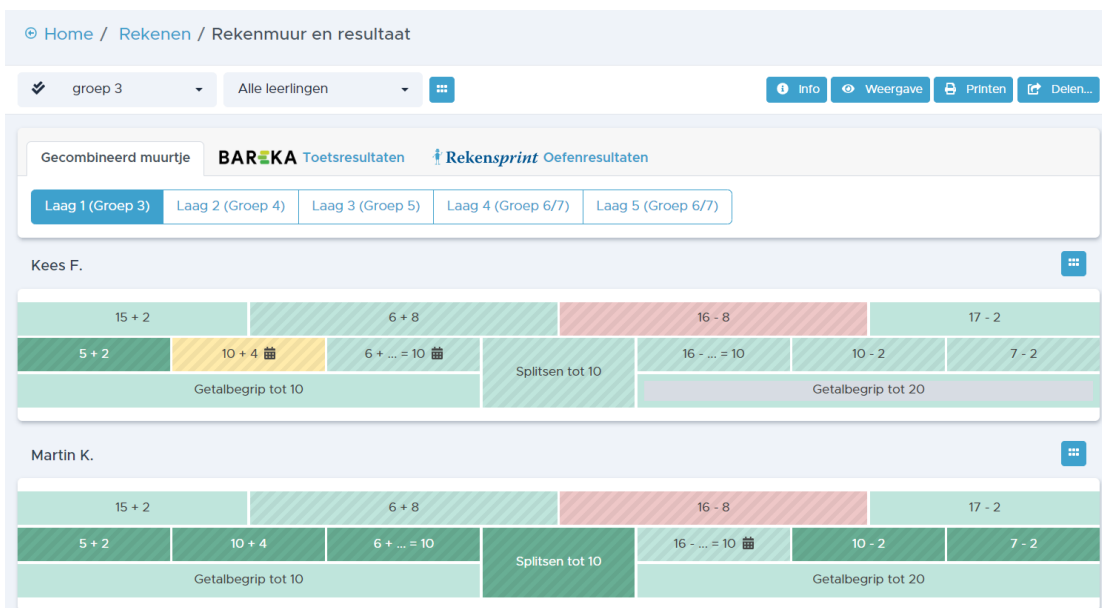 Home / Rekenen / Rekenmuur en resultaat
groep 3 Alle leerlingen Info Weergave Printen Delen...
Gecombineerd muurtje BAREKA Toetsresultaten Rekensprint Oefenresultaten
Laag 1 (Groep 3) Laag 2 (Groep 4) Laag 3 (Groep 5) Laag 4 (Groep 6/7) Laag 5 (Groep 6/7)
Kees F.
15 + 2 6 + 8 16 - 8 17 - 2
5 + 2 10 + 4 6 + ... = 10 Splitsen tot 10 16 - ... = 10 10 - 2 7 - 2
Getalbegrip tot 10 Getalbegrip tot 20
Martin K.
15 + 2 6 + 8 16 - 8 17 - 2
5 + 2 10 + 4 6 + ... = 10 Splitsen tot 10 16 - ... = 10 10 - 2 7 - 2
Getalbegrip tot 10 Getalbegrip tot 20